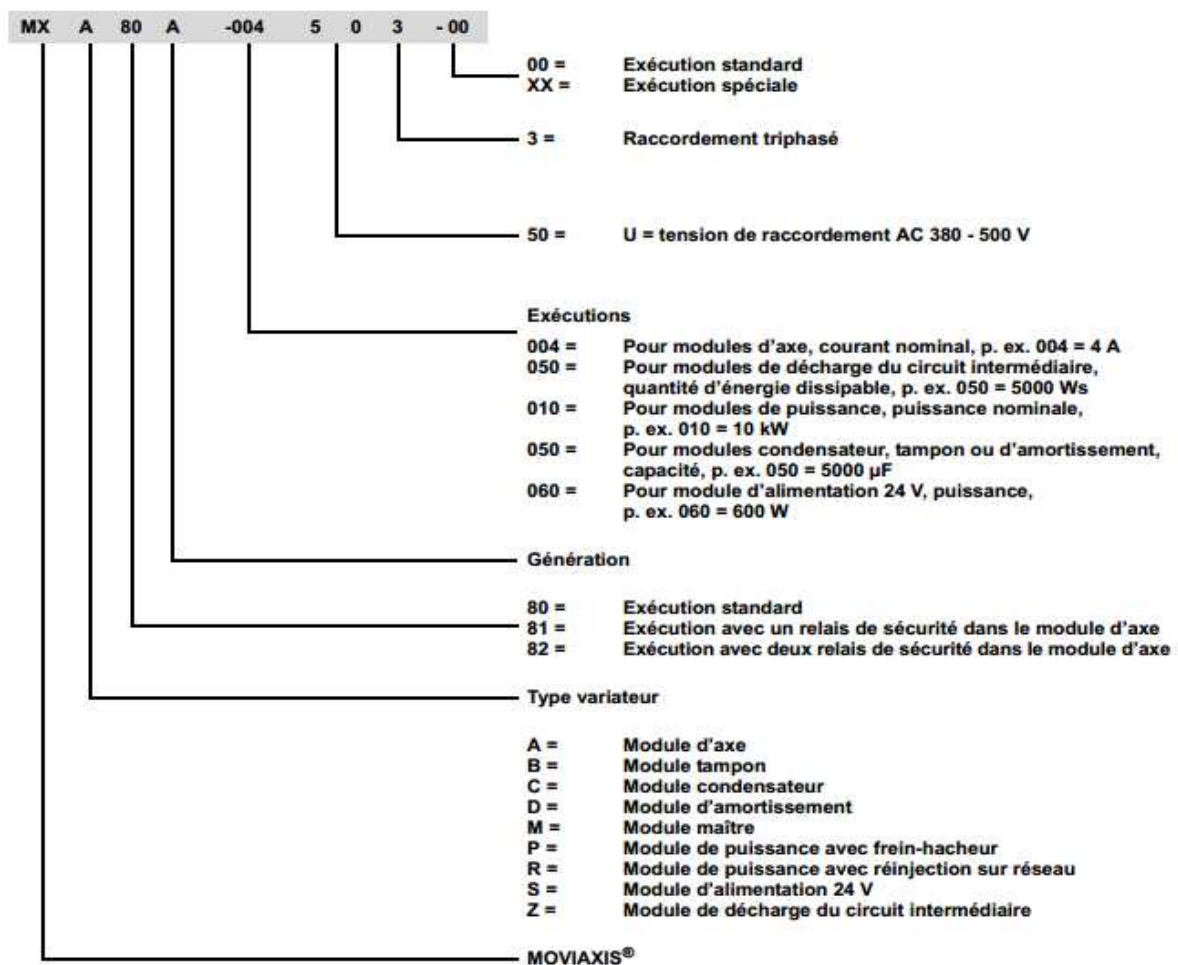 MX A 80 A -004 5 0 3 - 00
00 = Exécution standard
XX = Exécution spéciale
3 = Raccordement triphasé
50 = U = tension de raccordement AC 380 - 500 V
Exécutions
004 = Pour modules d'axe, courant nominal, p. ex. 004 = 4 A
050 = Pour modules de décharge du circuit intermédiaire,
quantité d'énergie dissipable, p. ex. 050 = 5000 Ws
010 = Pour modules de puissance, puissance nominale,
p. ex. 010 = 10 kW
050 = Pour modules condensateur, tampon ou d'amortissement,
capacité, p. ex. 050 = 5000 µF
060 = Pour module d'alimentation 24 V, puissance,
p. ex. 060 = 600 W
Génération
80 = Exécution standard
81 = Exécution avec un relais de sécurité dans le module d'axe
82 = Exécution avec deux relais de sécurité dans le module d'axe
Type variateur
A = Module d'axe
B = Module tampon
C = Module condensateur
D = Module d'amortissement
M = Module maître
P = Module de puissance avec frein-hacheur
R = Module de puissance avec réinjection sur réseau
S = Module d'alimentation 24 V
Z = Module de décharge du circuit intermédiaire
MOVIAXIS®